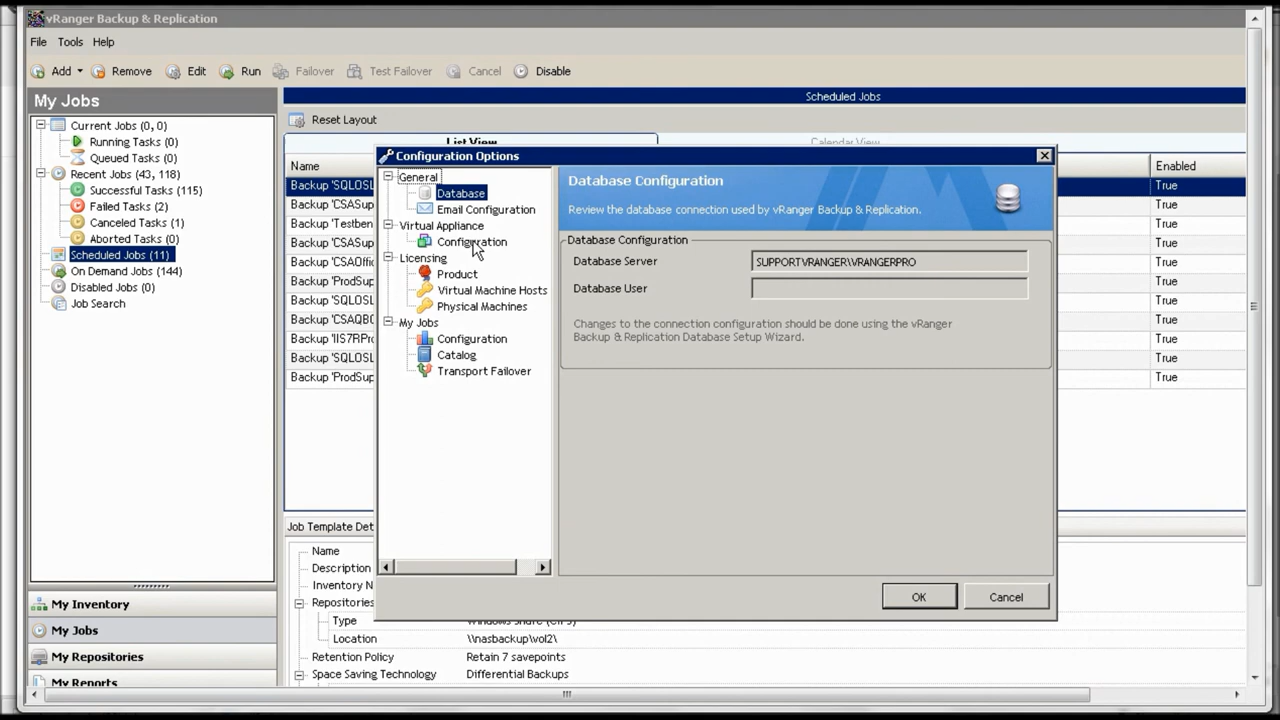 vRanger Backup & Replication
File Tools Help
Add Remove Edit Run Failover Test Failover Cancel Disable
My Jobs
Current Jobs (0, 0)
Running Tasks (0)
Queued Tasks (0)
Recent Jobs (43, 118)
Successful Tasks (115)
Failed Tasks (2)
Canceled Tasks (1)
Aborted Tasks (0)
Scheduled Jobs (11)
On Demand Jobs (144)
Disabled Jobs (0)
Job Search
My Inventory
My Jobs
My Repositories
My Reports
Scheduled Jobs
Reset Layout
List View Calendar View
Name Enabled
Backup 'SQLOSL True
Backup 'CSASup True
Backup 'Testben True
Backup 'CSASup True
Backup 'CSAOffic True
Backup 'ProdSup True
Backup 'ProdSup True
Backup 'CSAQBC True
Backup 'IIS7RPro True
Backup 'SQLOSL True
Backup 'ProdSup True
Configuration Options
General
Database
Email Configuration
Virtual Appliance
Configuration
Licensing
Product
Virtual Machine Hosts
Physical Machines
My Jobs
Configuration
Catalog
Transport Failover
Database Configuration
Review the database connection used by vRanger Backup & Replication.
Database Configuration
Database Server SUPPORTVRANGER\VRANGERPRO
Database User
Changes to the connection configuration should be done using the vRanger
Backup & Replication Database Setup Wizard.
OK Cancel
Job Template Det
Name
Description
Inventory N
Repositories
Type Windows Share (CIFS)
Location \\nasbackup\vol2\
Retention Policy Retain 7 savepoints
Space Saving Technology Differential Backups